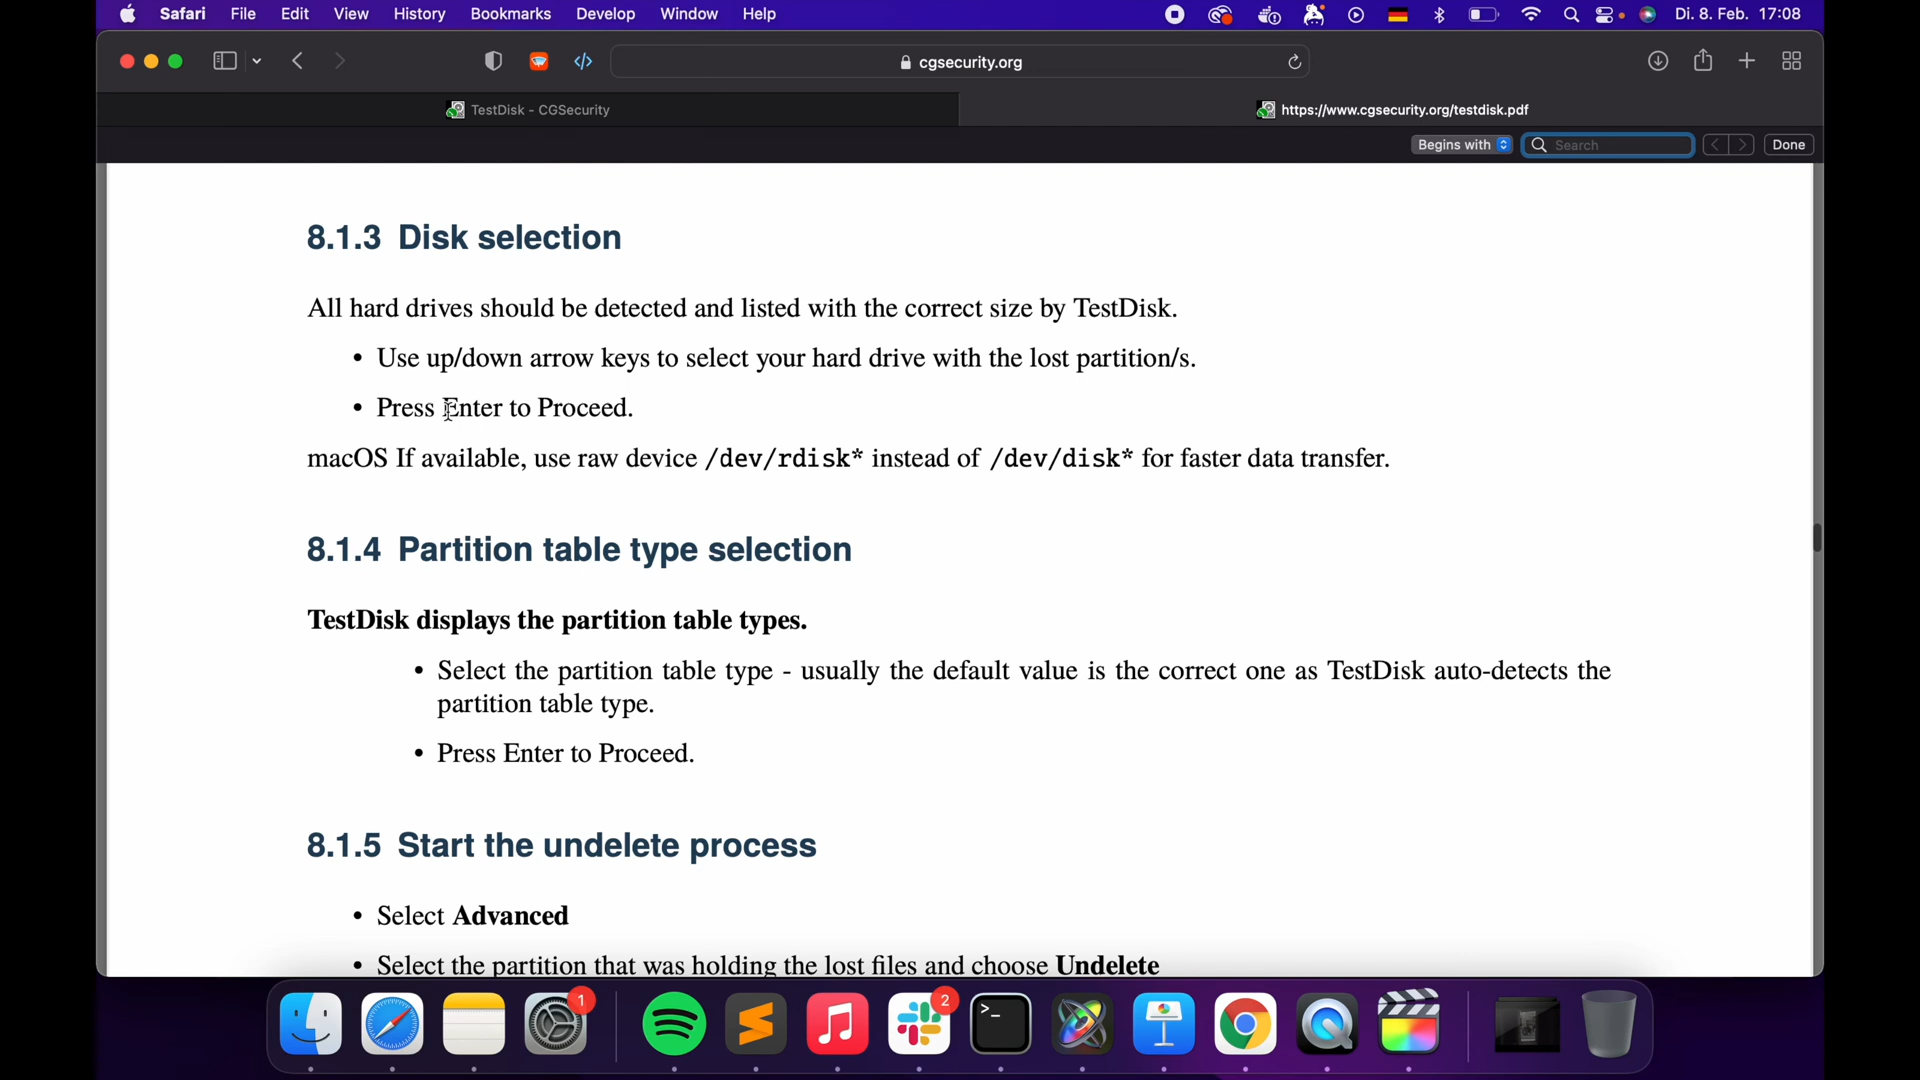 Safari File Edit View History Bookmarks Develop Window Help Di. 8. Feb. 17:08
cgsecurity.org
TestDisk - CGSecurity
https://www.cgsecurity.org/testdisk.pdf
Begins with Search Done
8.1.3 Disk selection
All hard drives should be detected and listed with the correct size by TestDisk.
• Use up/down arrow keys to select your hard drive with the lost partition/s.
• Press Enter to Proceed.
macOS If available, use raw device /dev/rdisk* instead of /dev/disk* for faster data transfer.
8.1.4 Partition table type selection
TestDisk displays the partition table types.
• Select the partition table type - usually the default value is the correct one as TestDisk auto-detects the
partition table type.
• Press Enter to Proceed.
8.1.5 Start the undelete process
• Select Advanced
• Select the partition that was holding the lost files and choose Undelete
1
2
>_